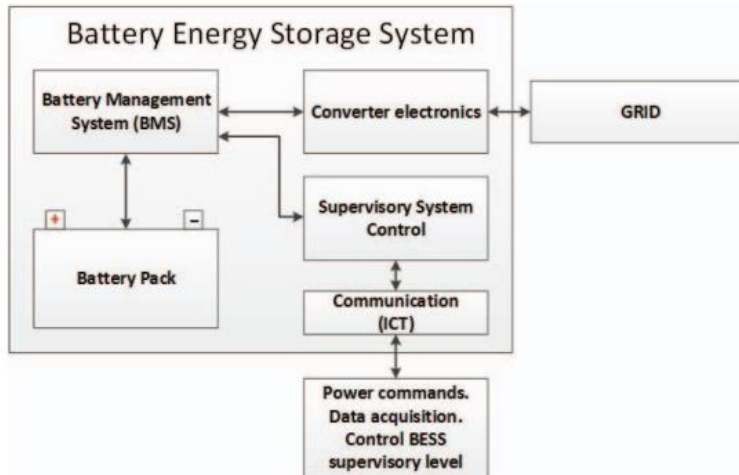 Battery Energy Storage System
Battery Management
System (BMS)
Converter electronics
GRID
Supervisory System
Control
+
−
Battery Pack
Communication
(ICT)
Power commands.
Data acquisition.
Control BESS
supervisory level